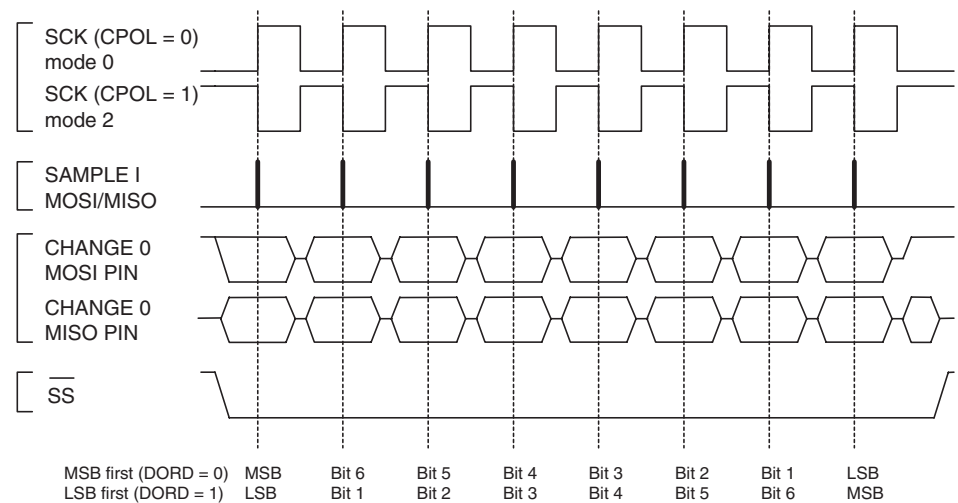 SCK (CPOL = 0)
mode 0
SCK (CPOL = 1)
mode 2
SAMPLE I
MOSI/MISO
CHANGE 0
MOSI PIN
CHANGE 0
MISO PIN
SS
MSB first (DORD = 0) MSB Bit 6 Bit 5 Bit 4 Bit 3 Bit 2 Bit 1 LSB
LSB first (DORD = 1) LSB Bit 1 Bit 2 Bit 3 Bit 4 Bit 5 Bit 6 MSB